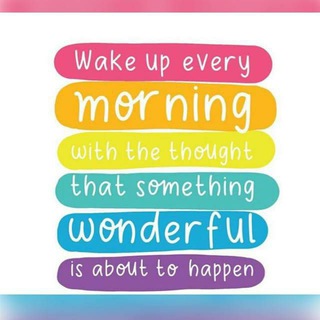 Wake up every
morning
with the thought
that something
wonderful
is about to happen